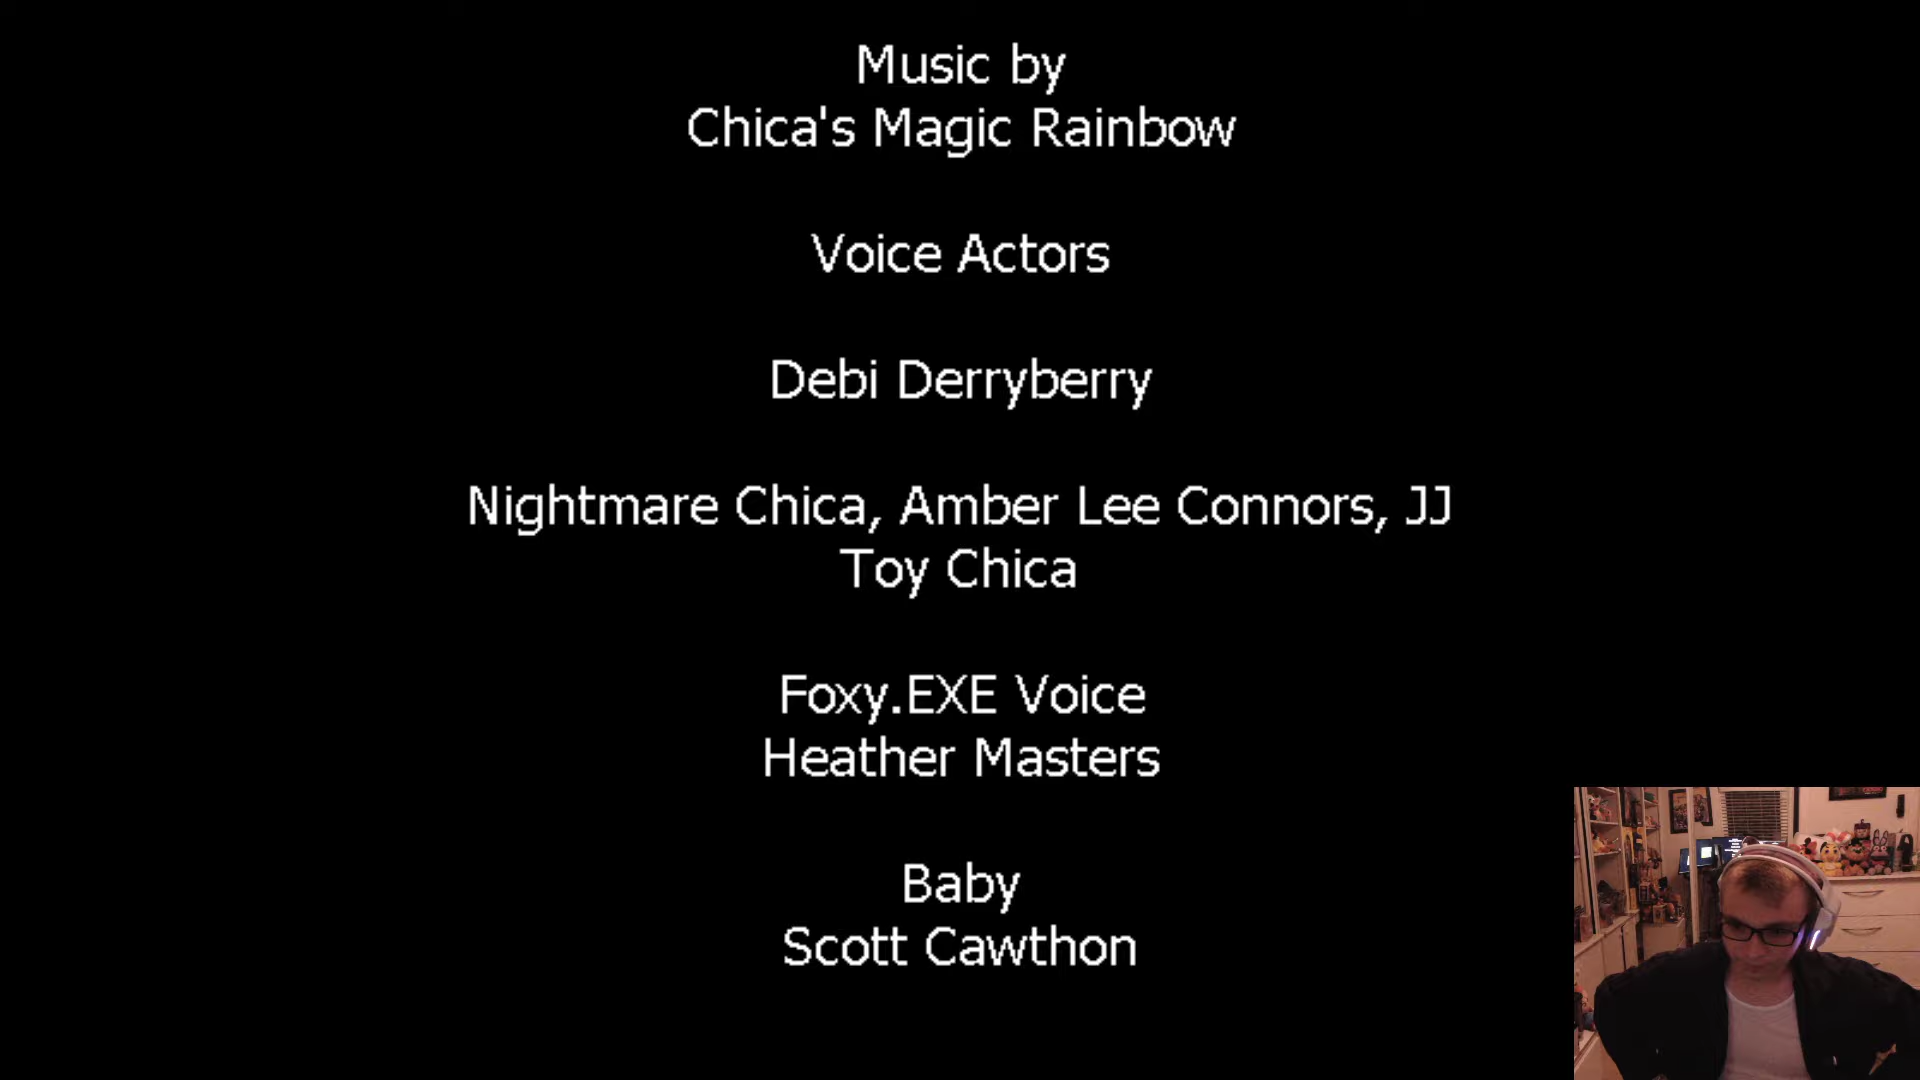 Music by
Chica's Magic Rainbow
Voice Actors
Debi Derryberry
Nightmare Chica, Amber Lee Connors, JJ
Toy Chica
Foxy.EXE Voice
Heather Masters
Baby
Scott Cawthon